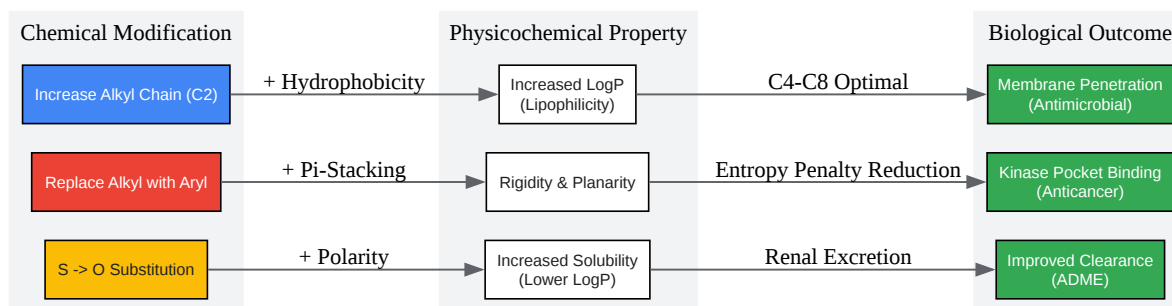 Chemical Modification
Physicochemical Property
Biological Outcome
Increase Alkyl Chain (C2)
+ Hydrophobicity
Increased LogP
(Lipophilicity)
C4-C8 Optimal
Membrane Penetration
(Antimicrobial)
Replace Alkyl with Aryl
+ Pi-Stacking
Rigidity & Planarity
Entropy Penalty Reduction
Kinase Pocket Binding
(Anticancer)
S -> O Substitution
+ Polarity
Increased Solubility
(Lower LogP)
Renal Excretion
Improved Clearance
(ADME)